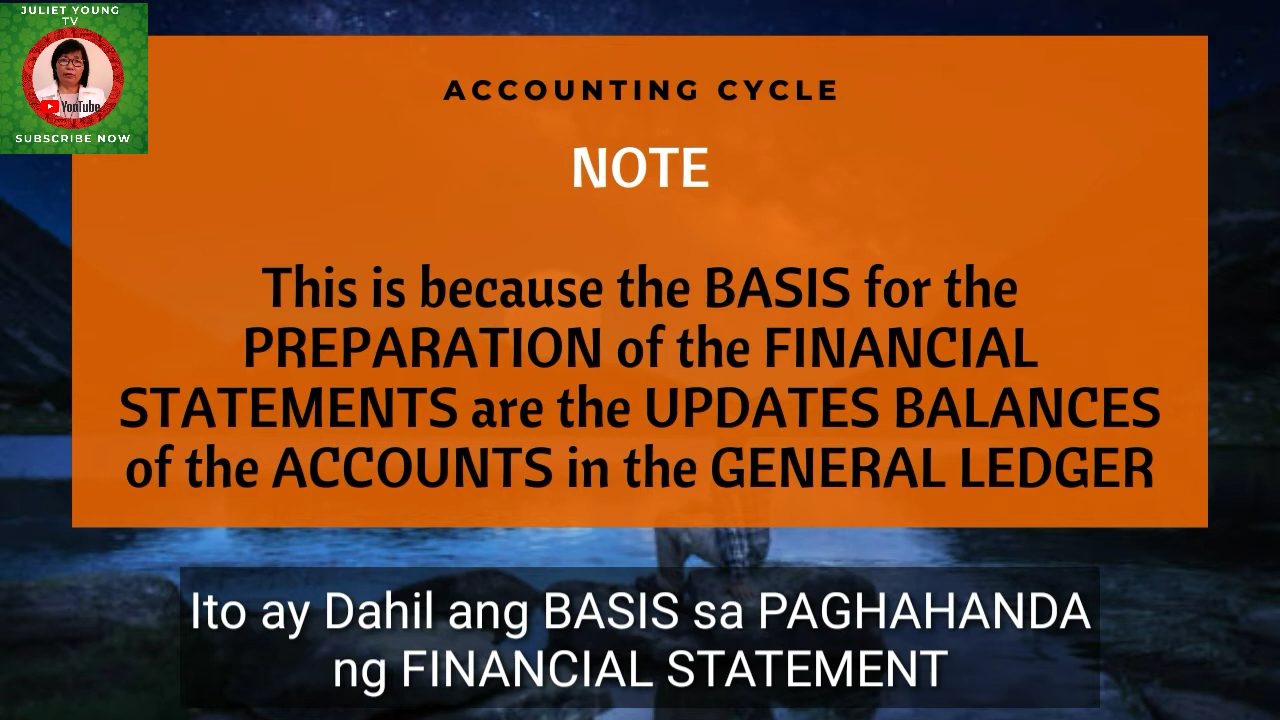 JULIET YOUNG
TV
YouTube
SUBSCRIBE NOW
ACCOUNTING CYCLE
NOTE
This is because the BASIS for the
PREPARATION of the FINANCIAL
STATEMENTS are the UPDATES BALANCES
of the ACCOUNTS in the GENERAL LEDGER
Ito ay Dahil ang BASIS sa PAGHAHANDA
ng FINANCIAL STATEMENT